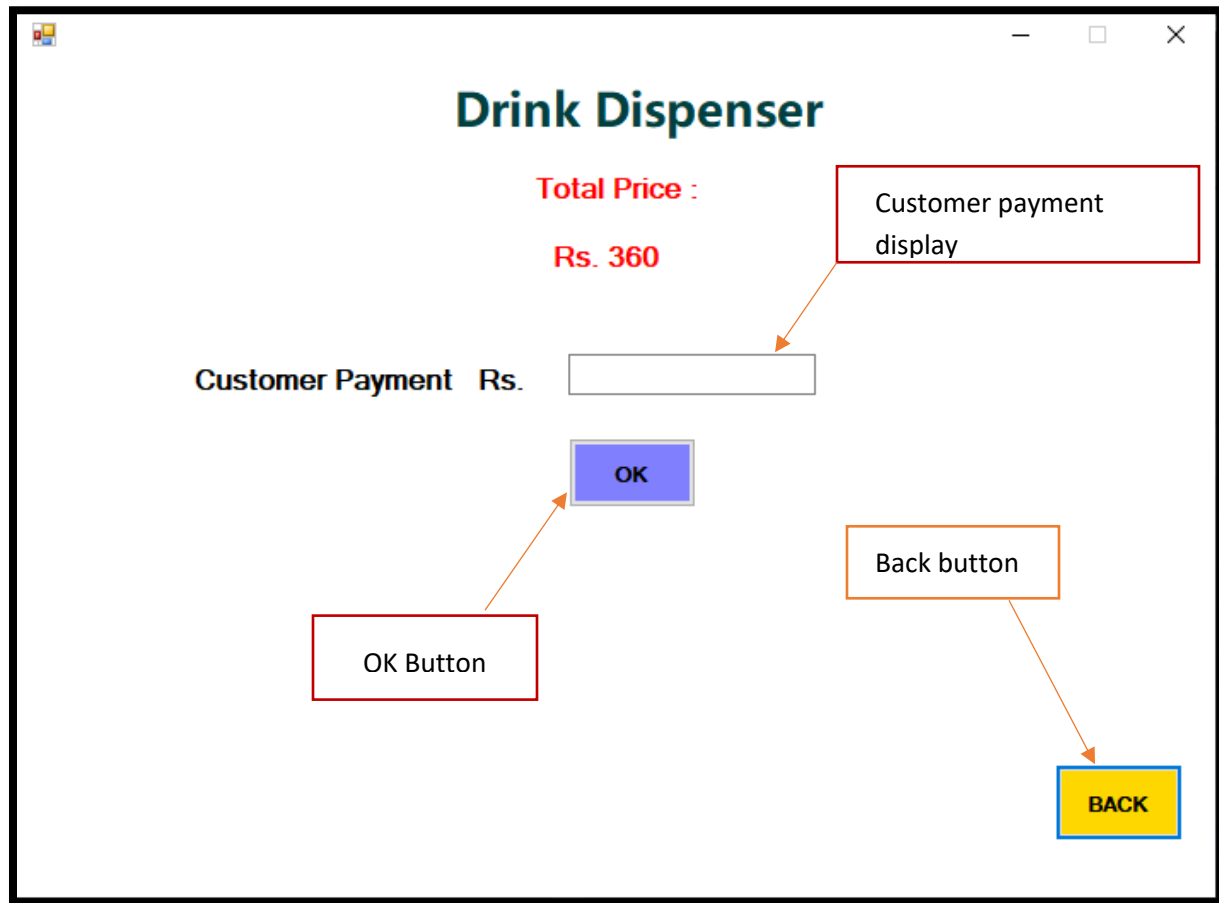 Drink Dispenser
Total Price :
Customer payment
display
Rs. 360
Customer Payment Rs.
OK
Back button
OK Button
BACK